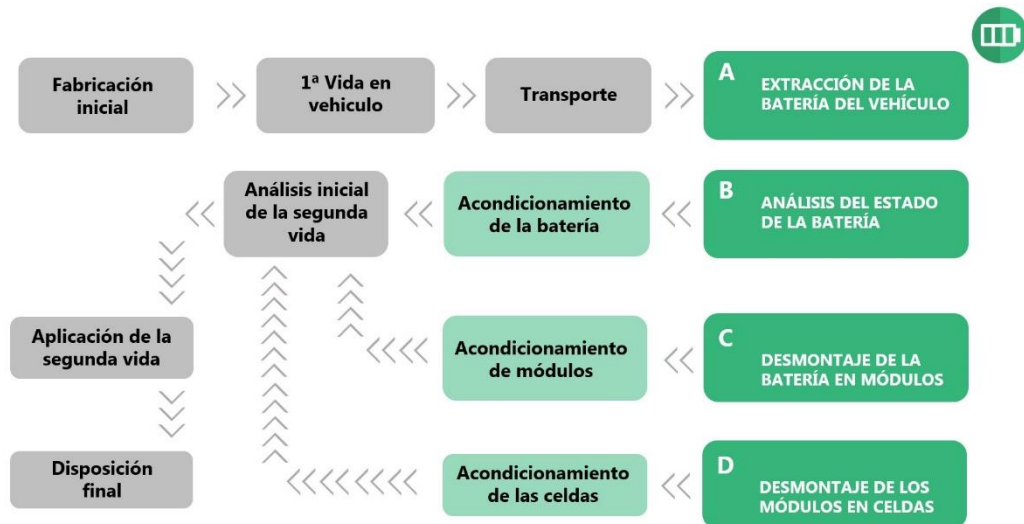 Fabricación
inicial
1ª Vida en
vehiculo
Transporte
A
EXTRACCIÓN DE LA
BATERÍA DEL VEHÍCULO
Análisis inicial
de la segunda
vida
Acondicionamiento
de la batería
B
ANÁLISIS DEL ESTADO
DE LA BATERÍA
Aplicación de la
segunda vida
Acondicionamiento
de módulos
C
DESMONTAJE DE LA
BATERÍA EN MÓDULOS
Disposición
final
Acondicionamiento
de las celdas
D
DESMONTAJE DE LOS
MÓDULOS EN CELDAS